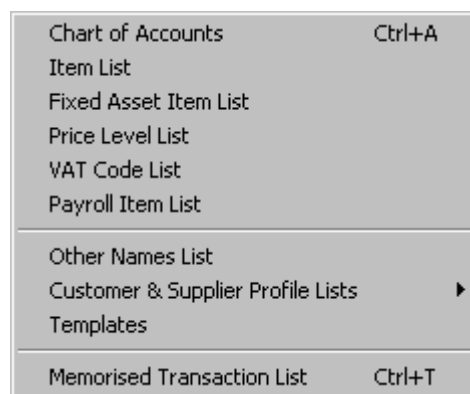 Chart of Accounts Ctrl+A
Item List
Fixed Asset Item List
Price Level List
VAT Code List
Payroll Item List
Other Names List
Customer & Supplier Profile Lists
Templates
Memorised Transaction List Ctrl+T